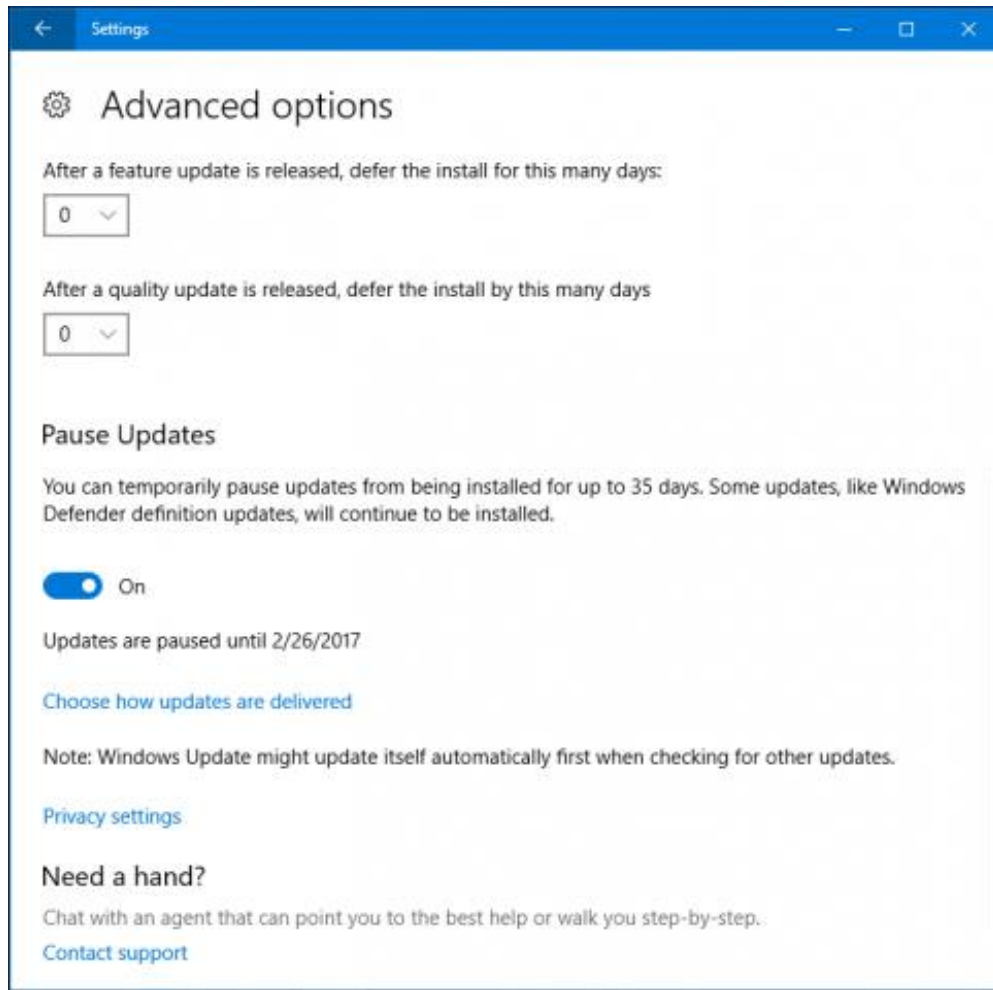 Settings
Advanced options
After a feature update is released, defer the install for this many days:
0
After a quality update is released, defer the install by this many days
0
Pause Updates
You can temporarily pause updates from being installed for up to 35 days. Some updates, like Windows
Defender definition updates, will continue to be installed.
On
Updates are paused until 2/26/2017
Choose how updates are delivered
Note: Windows Update might update itself automatically first when checking for other updates.
Privacy settings
Need a hand?
Chat with an agent that can point you to the best help or walk you step-by-step.
Contact support